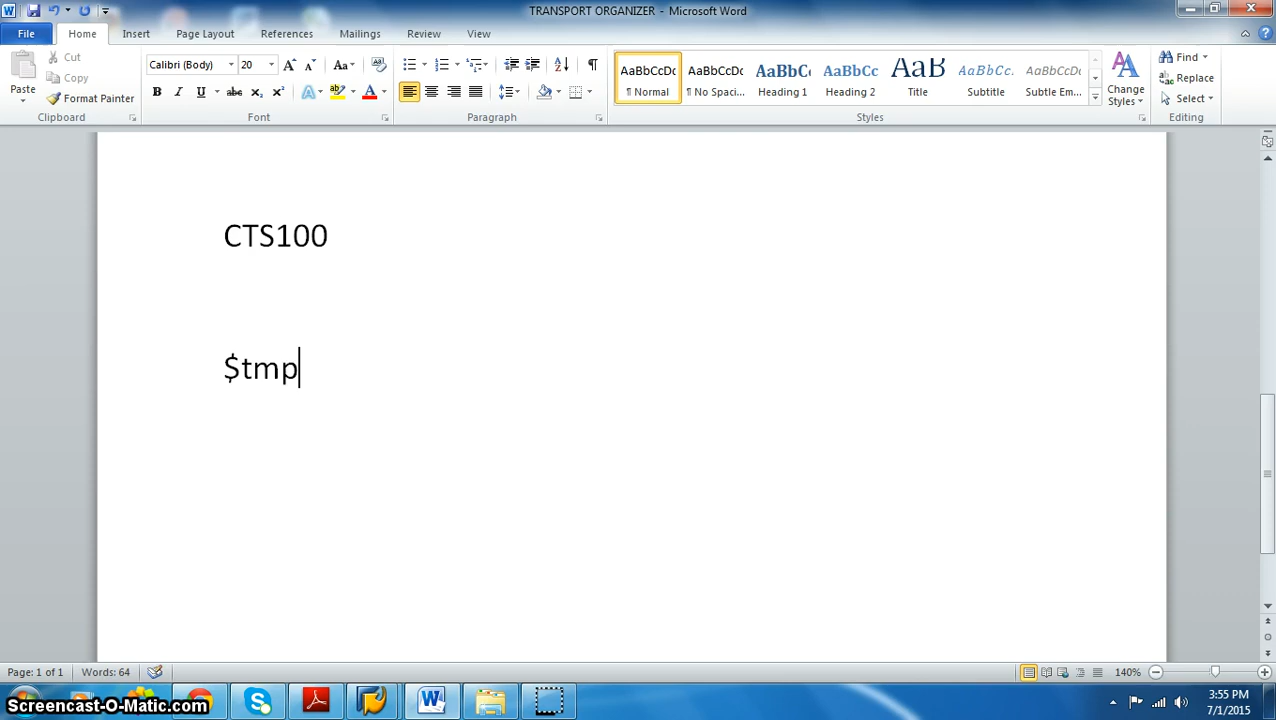 TRANSPORT ORGANIZER - Microsoft Word
File Home Insert Page Layout References Mailings Review View
Paste
Cut
Copy
Format Painter
Clipboard
Calibri (Body) 20
Font
Paragraph
AaBbCcDc AaBbCcDc AaBbC AaBbCc AaB AaBbCc. AaBbCcDc
¶ Normal ¶ No Spaci... Heading 1 Heading 2 Title Subtitle Subtle Em...
Change
Styles
Styles
Find
Replace
Select
Editing
CTS100
$tmp
Page: 1 of 1 Words: 64 140%
Screencast-O-Matic.com
3:55 PM
7/1/2015